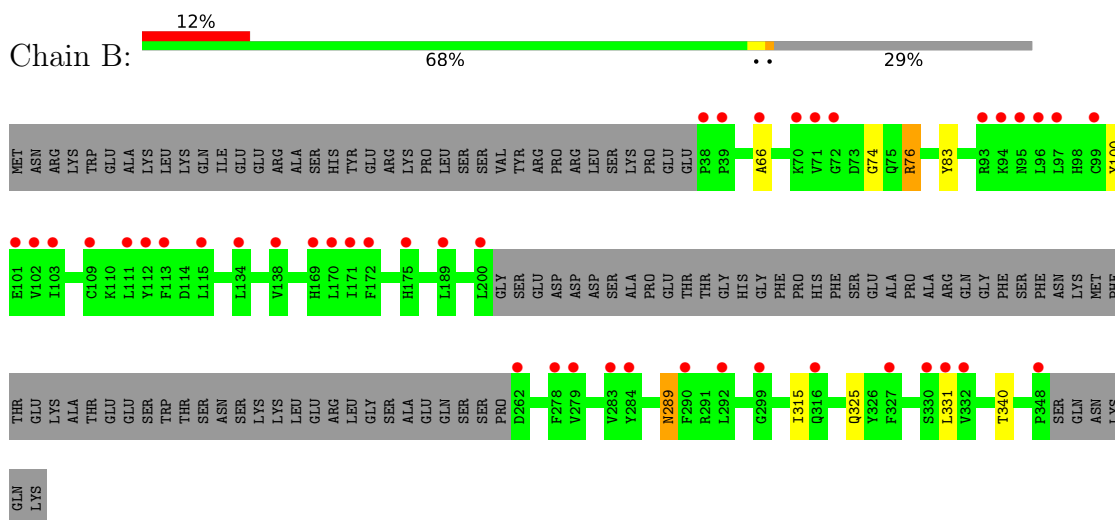 12%
Chain B:
68% • • 29%
MET ASN ARG LYS TRP GLU ALA LYS LEU LYS GLN ILE GLU GLU ARG ALA SER HIS TYR GLU ARG LYS PRO LEU SER SER VAL TYR ARG PRO ARG LEU SER LYS PRO GLU GLU P38 P39 A66 K70 V71 G72 D73 G74 Q75 R76 Y83 R93 K94 N95 L96 L97 H98 C99 Y100
E101 V102 I103 C109 K110 L111 Y112 F113 D114 L115 L134 V138 H169 L170 I171 F172 H175 L189 L200 GLY SER GLU ASP ASP ASP SER ALA PRO GLU THR THR GLY HIS GLY PHE PRO HIS PHE SER GLU ALA PRO ALA ARG GLN GLY PHE SER PHE ASN LYS MET PHE
THR GLU LYS ALA THR GLU GLU SER TRP THR SER ASN SER LYS LYS LEU GLU ARG LEU GLY SER ALA GLU GLN SER SER PRO D262 F278 V279 V283 Y284 N289 F290 R291 L292 G299 I315 Q316 Q325 Y326 F327 S330 L331 V332 T340 P348 SER GLN ASN LYS
GLN LYS